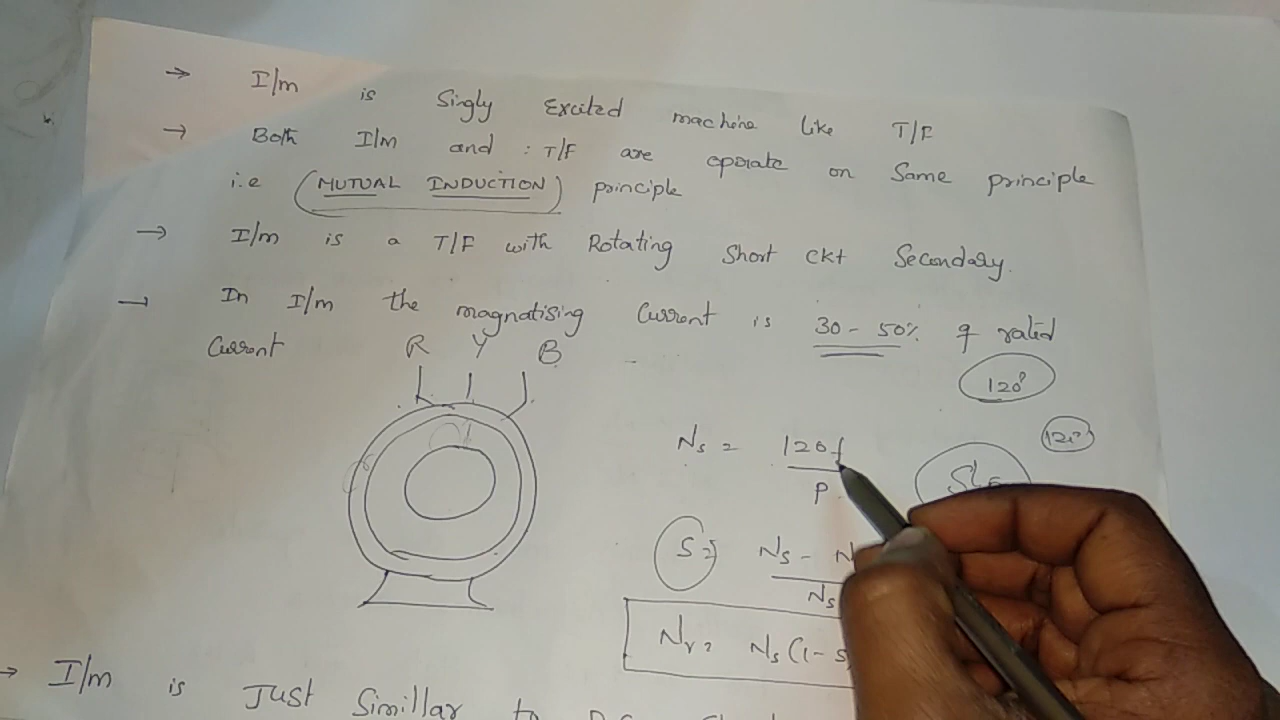 → I/m is Singly Excited machine like T/F
→ Both I/m and : T/F are operate on Same principle
i.e (MUTUAL INDUCTION) principle
→ I/m is a T/F with Rotating Short ckt Secondary.
→ In I/m the magnatising Current is 30 - 50% of rated
Current
R Y B
120°
Ns = 120f
P
S = Ns - N
Ns
Nr = Ns (1 - s
→ I/m is Just Simillar to